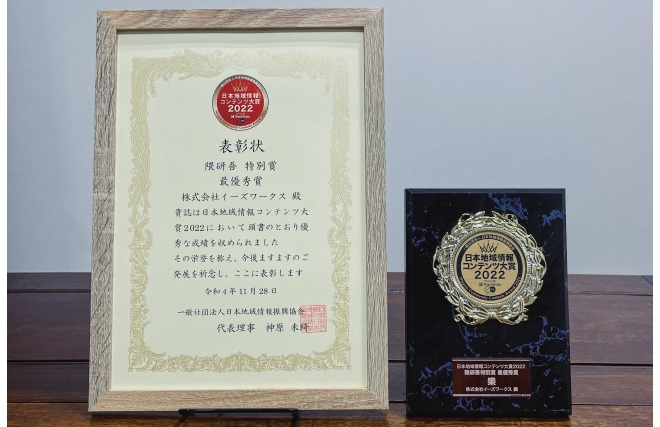 日本地域情報
コンテンツ大賞
2022
表彰状
隈研吾 特別賞
最優秀賞
株式会社イーズワークス 殿
貴誌は日本地域情報コンテンツ大
賞2022において頭書のとおり優
秀な成績を収められました
その栄誉を称え、今後ますますのご
発展を祈念し、ここに表彰します
令和4年11月28日
一般社団法人日本地域情報振興協会
代表理事 神原 未綺
日本地域情報
コンテンツ大賞
2022
日本地域情報コンテンツ大賞2022
隈研吾特別賞 最優秀賞
樂
株式会社イーズワークス 殿